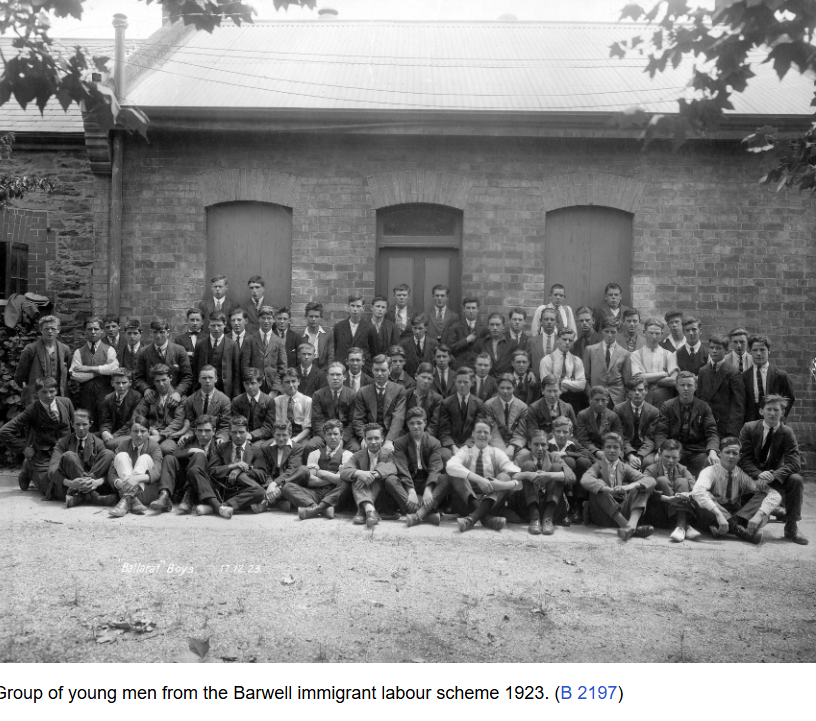 "Ballarat" Boys 17.12.23
Group of young men from the Barwell immigrant labour scheme 1923. (B 2197)